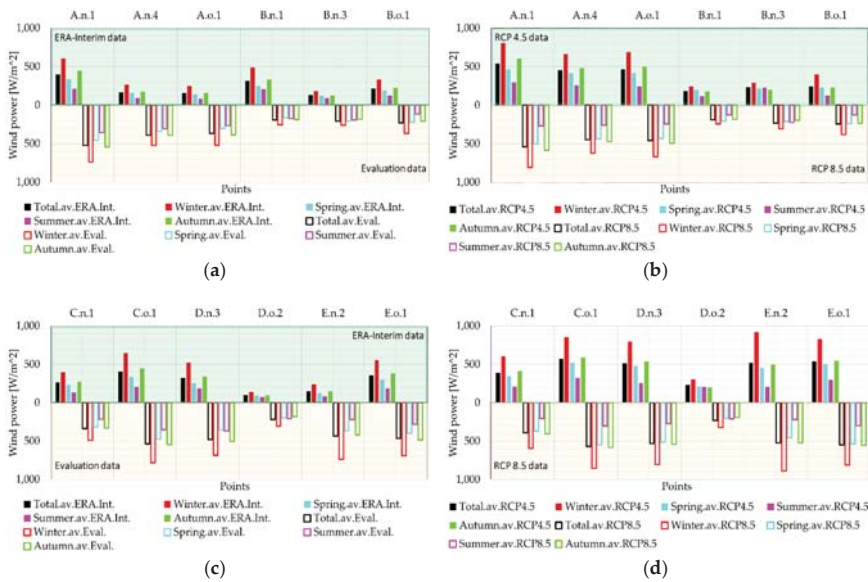 A.n.1 A.n.4 A.o.1 B.n.1 B.n.3 B.o.1
1,000
500
0
500
1,000
Wind power [W/m^2]
ERA-Interim data
Evaluation data
Points
Total.av.ERA.Int. Winter.av.ERA.Int. Spring.av.ERA.Int.
Summer.av.ERA.Int. Autumn.av.ERA.Int. Total.av.Eval.
Winter.av.Eval. Spring.av.Eval. Summer.av.Eval.
Autumn.av.Eval.
(a)
A.n.1 A.n.4 A.o.1 B.n.1 B.n.3 B.o.1
1,000
500
0
500
1,000
Wind power [W/m^2]
RCP 4.5 data
RCP 8.5 data
Points
Total.av.RCP4.5 Winter.av.RCP4.5 Spring.av.RCP4.5 Summer.av.RCP4.5
Autumn.av.RCP4.5 Total.av.RCP8.5 Winter.av.RCP8.5 Spring.av.RCP8.5
Summer.av.RCP8.5 Autumn.av.RCP8.5
(b)
C.n.1 C.o.1 D.n.3 D.o.2 E.n.2 E.o.1
1,000
500
0
500
1,000
Wind power [W/m^2]
ERA-Interim data
Evaluation data
Points
Total.av.ERA.Int. Winter.av.ERA.Int. Spring.av.ERA.Int.
Summer.av.ERA.Int. Autumn.av.ERA.Int. Total.av.Eval.
Winter.av.Eval. Spring.av.Eval. Summer.av.Eval.
Autumn.av.Eval.
(c)
C.n.1 C.o.1 D.n.3 D.o.2 E.n.2 E.o.1
1,000
500
0
500
1,000
Wind power [W/m^2]
RCP 4.5 data
RCP 8.5 data
Points
Total.av.RCP4.5 Winter.av.RCP4.5 Spring.av.RCP4.5 Summer.av.RCP4.5
Autumn.av.RCP4.5 Total.av.RCP8.5 Winter.av.RCP8.5 Spring.av.RCP8.5
Summer.av.RCP8.5 Autumn.av.RCP8.5
(d)